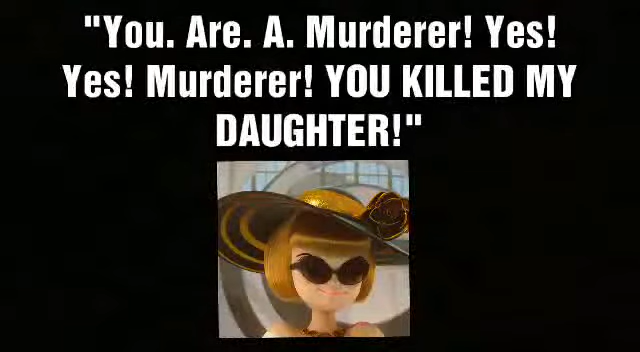 "You. Are. A. Murderer! Yes!
Yes! Murderer! YOU KILLED MY
DAUGHTER!"